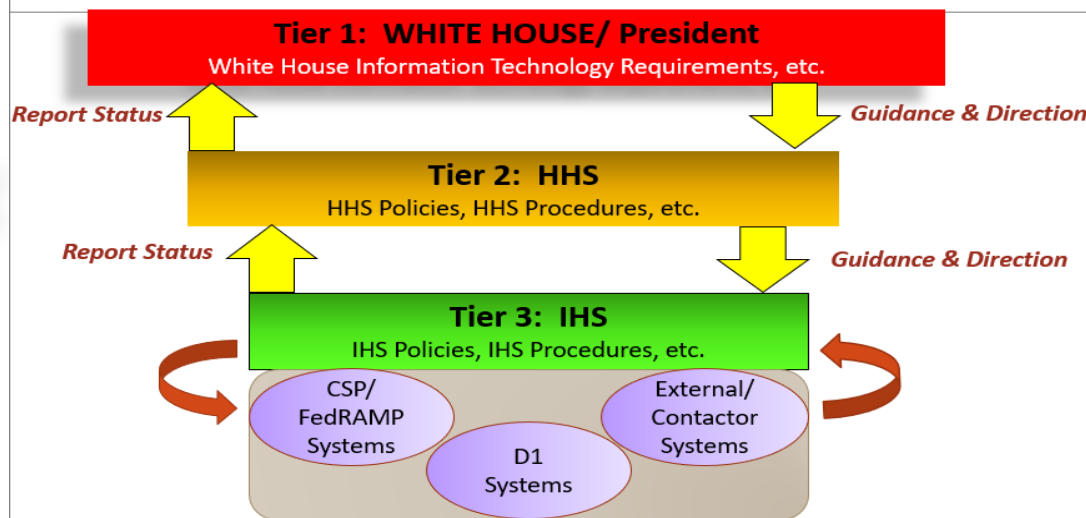 Tier 1:  WHITE HOUSE/ President
White House Information Technology Requirements, etc.
Report Status
Guidance & Direction
Tier 2:  HHS
HHS Policies, HHS Procedures, etc.
Report Status
Guidance & Direction
Tier 3:  IHS
IHS Policies, IHS Procedures, etc.
CSP/
FedRAMP
Systems
External/
Contactor
Systems
D1
Systems